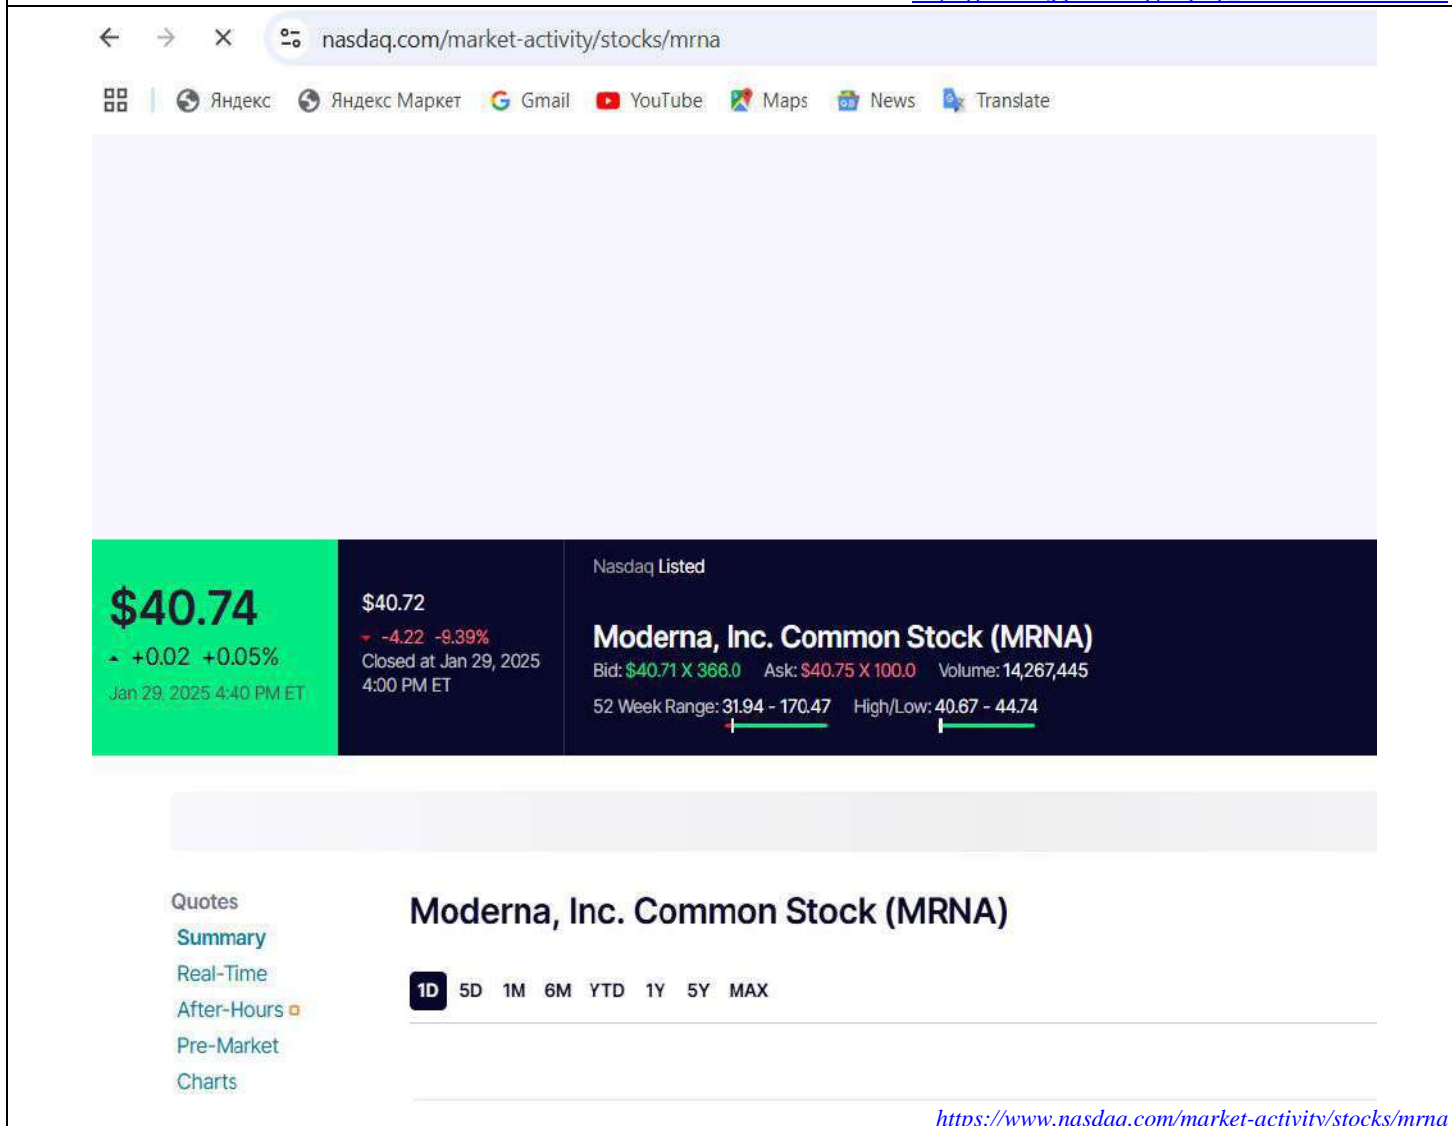 nasdaq.com/market-activity/stocks/mrna
Яндекс Яндекс Маркет Gmail YouTube Maps News Translate
$40.74
+0.02 +0.05%
Jan 29, 2025 4:40 PM ET
$40.72
-4.22 -9.39%
Closed at Jan 29, 2025
4:00 PM ET
Nasdaq Listed
Moderna, Inc. Common Stock (MRNA)
Bid: $40.71 X 366.0 Ask: $40.75 X 100.0 Volume: 14,267,445
52 Week Range: 31.94 - 170.47 High/Low: 40.67 - 44.74
Quotes
Summary
Real-Time
After-Hours
Pre-Market
Charts
Moderna, Inc. Common Stock (MRNA)
1D 5D 1M 6M YTD 1Y 5Y MAX
https://www.nasdaq.com/market-activity/stocks/mrna